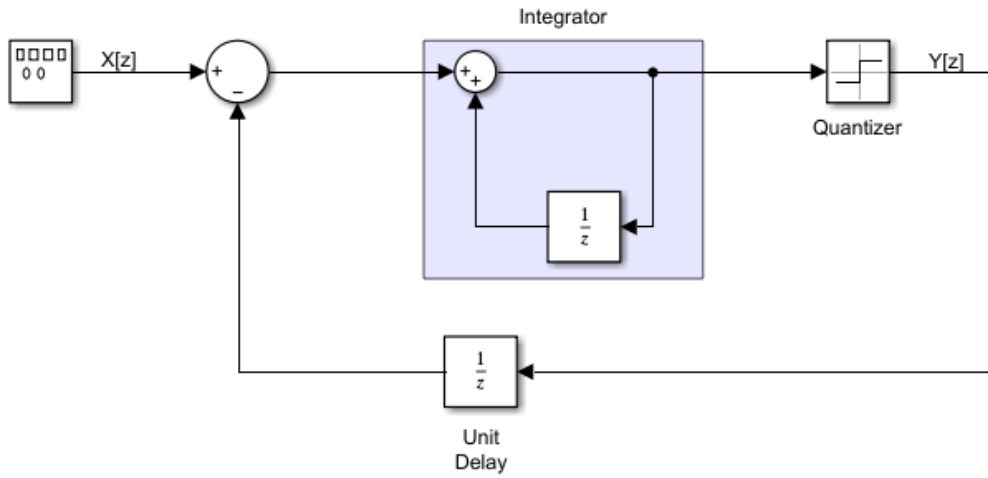 Integrator
X[z]
+
−
+
+
Y[z]
Quantizer
1
z
1
z
Unit
Delay